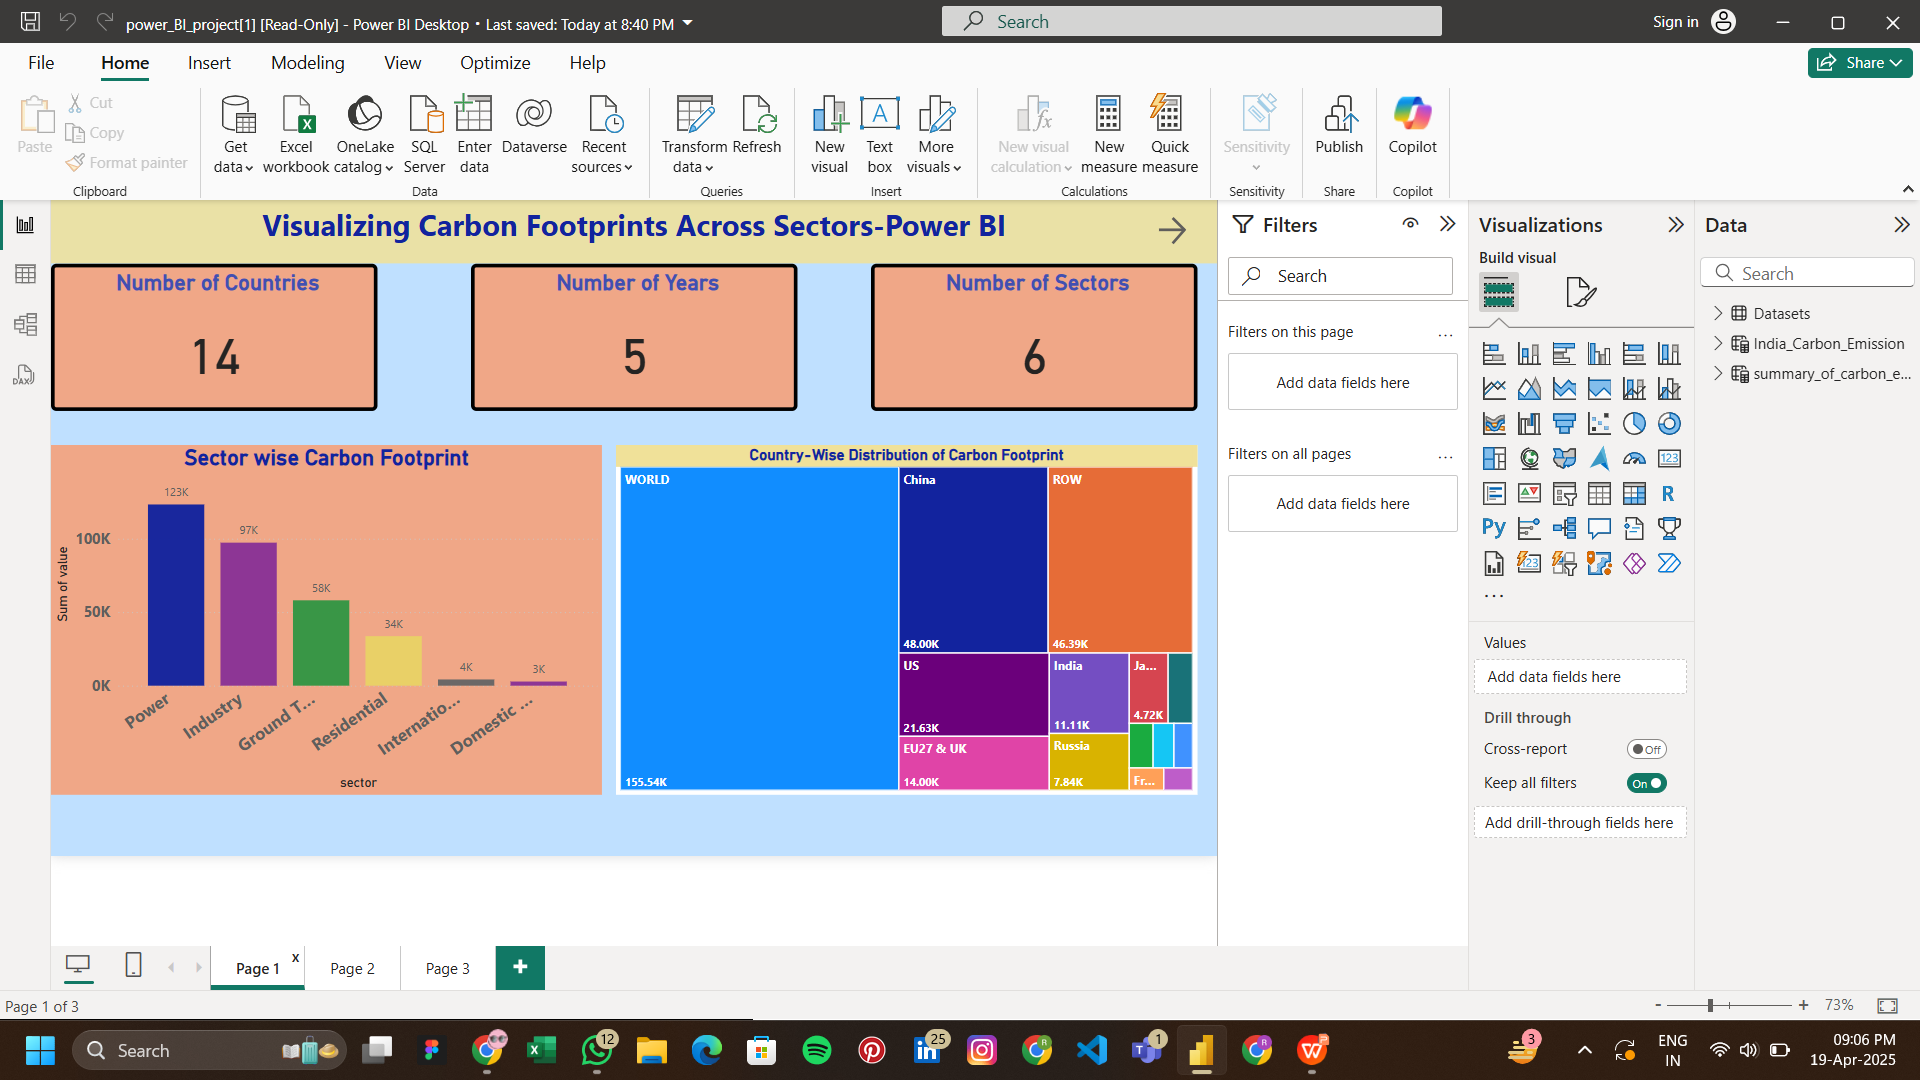 power_BI_project[1] [Read-Only] - Power BI Desktop • Last saved: Today at 8:40 PM
Search
Sign in
File Home Insert Modeling View Optimize Help
Share
Paste
Cut
Copy
Format painter
Clipboard
Get data
Excel workbook
OneLake catalog
SQL Server
Enter data
Dataverse
Recent sources
Data
Transform data
Refresh
Queries
New visual
Text box
More visuals
Insert
New visual calculation
New measure
Quick measure
Calculations
Sensitivity
Sensitivity
Publish
Share
Copilot
Copilot
Visualizing Carbon Footprints Across Sectors-Power BI
Number of Countries
14
Number of Years
5
Number of Sectors
6
Sector wise Carbon Footprint
Sum of value
100K
50K
0K
123K
97K
58K
34K
4K
3K
Power
Industry
Ground T...
Residential
Internatio...
Domestic ...
sector
Country-Wise Distribution of Carbon Footprint
WORLD
155.54K
China
48.00K
ROW
46.39K
US
21.63K
EU27 & UK
14.00K
India
11.11K
Russia
7.84K
Ja...
4.72K
Fr...
Filters
Search
Filters on this page
...
Add data fields here
Filters on all pages
...
Add data fields here
Visualizations
Build visual
123
R
Py
123
...
Values
Add data fields here
Drill through
Cross-report
Off
Keep all filters
On
Add drill-through fields here
Data
Search
Datasets
India_Carbon_Emission
summary_of_carbon_e...
DAX
Page 1
x
Page 2
Page 3
+
Page 1 of 3
- + 73%
Search
12
25
1
3
ENG
IN
09:06 PM
19-Apr-2025